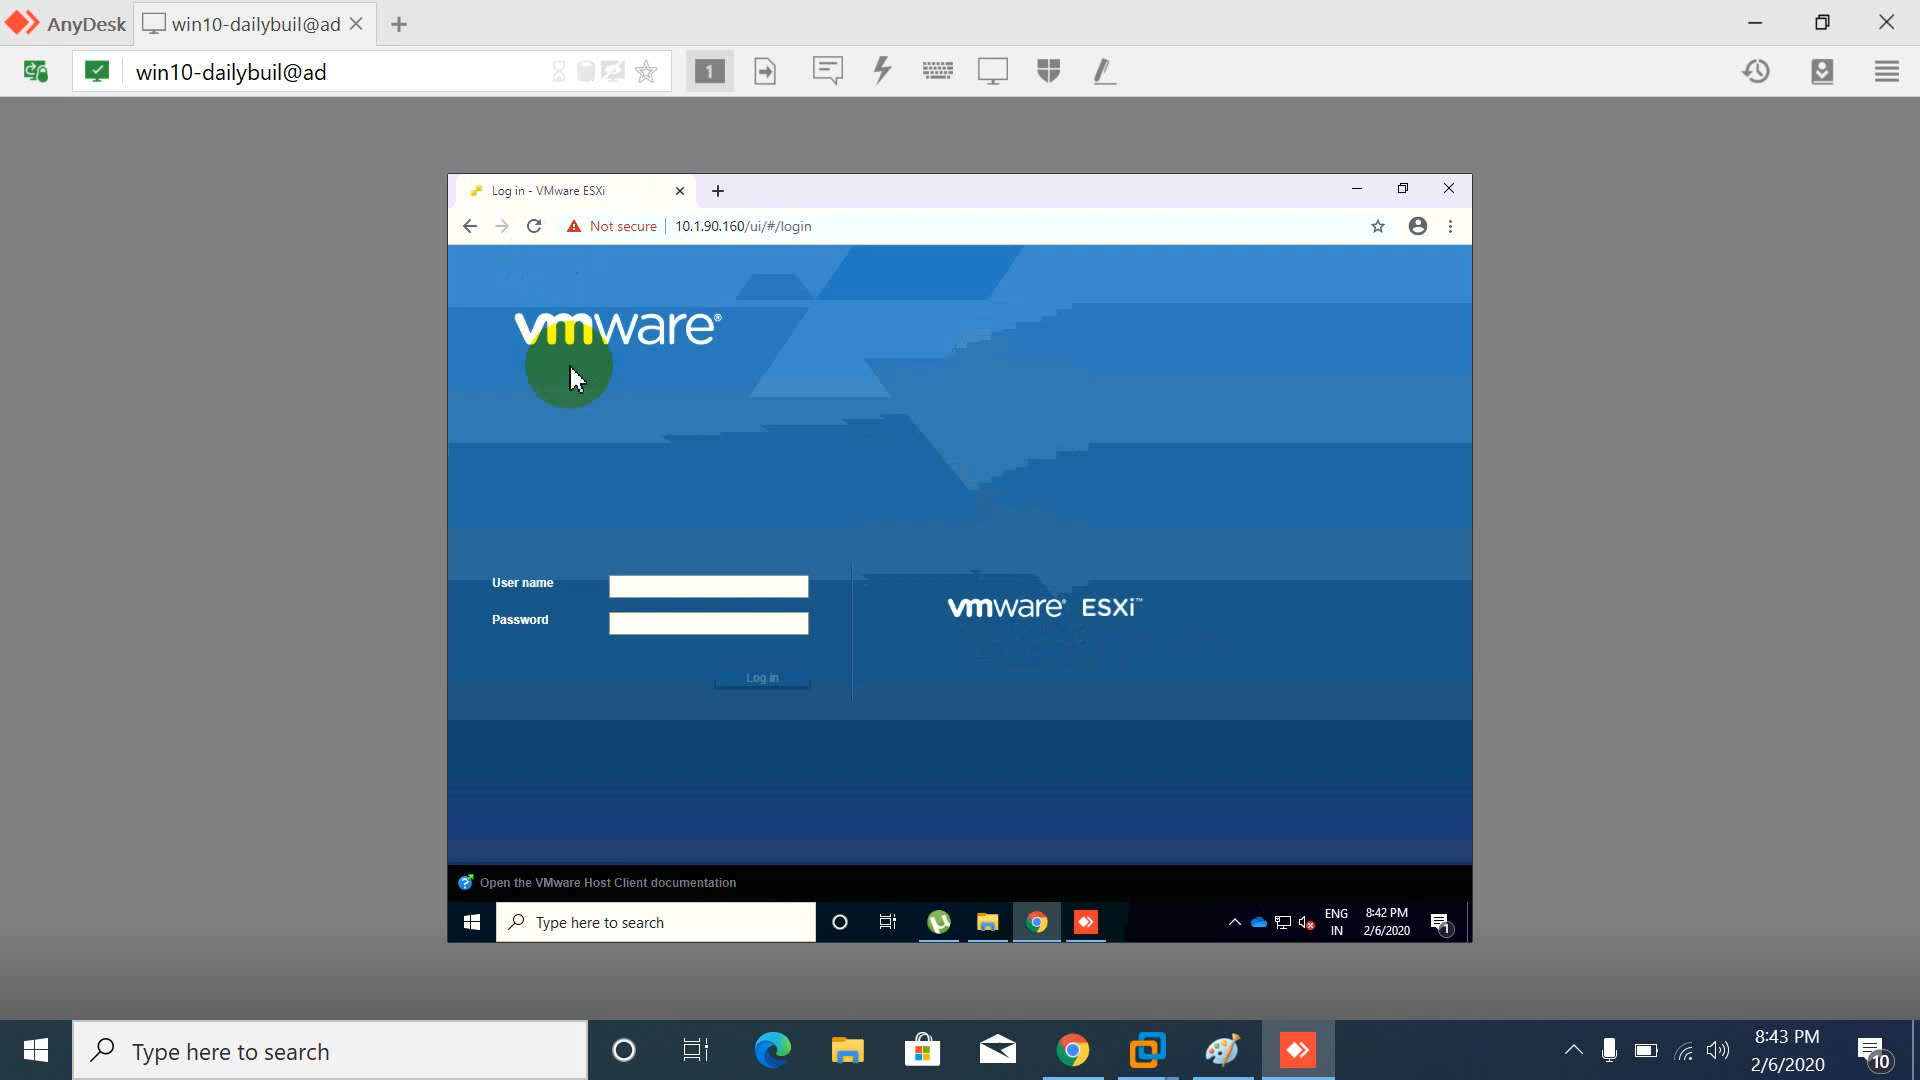 AnyDesk
win10-dailybuil@ad
win10-dailybuil@ad
1
Log in - VMware ESXi
Not secure
10.1.90.160/ui/#/login
vmware®
User name
Password
Log in
vmware® ESXi™
Open the VMware Host Client documentation
Type here to search
ENG
IN
8:42 PM
2/6/2020
1
Type here to search
8:43 PM
2/6/2020
10